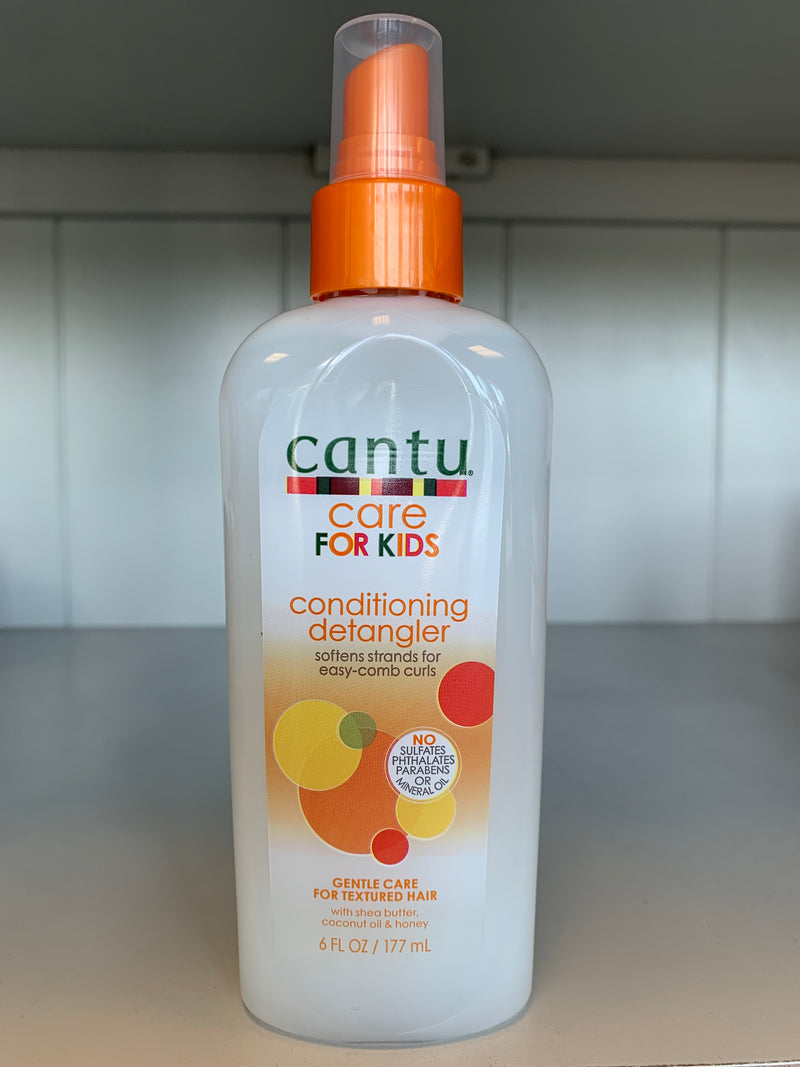 cantu®
care
FOR KIDS
conditioning
detangler
softens strands for
easy-comb curls
NO
SULFATES
PHTHALATES
PARABENS
OR
MINERAL OIL
GENTLE CARE
FOR TEXTURED HAIR
with shea butter,
coconut oil & honey
6 FL OZ / 177 mL